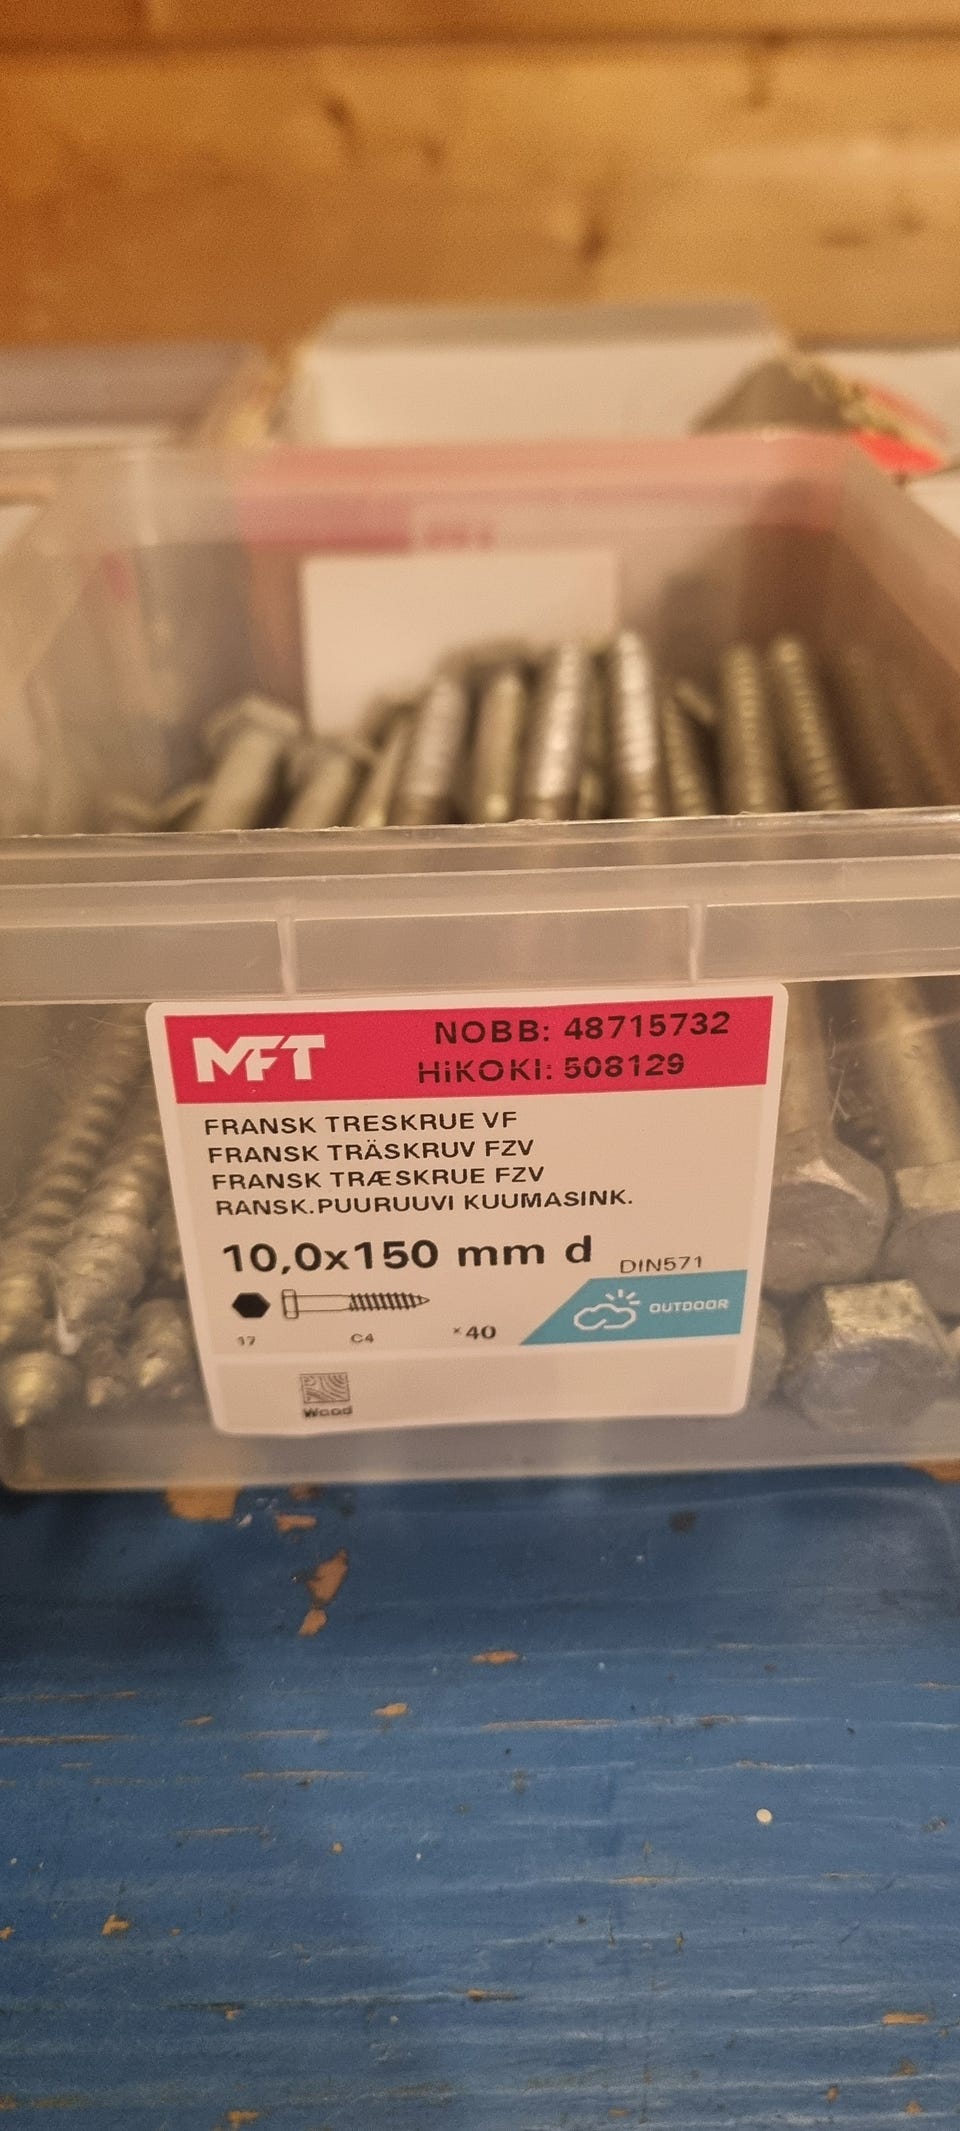 MFT
NOBB: 48715732
HiKOKI: 508129
FRANSK TRESKRUE VF
FRANSK TRÄSKRUV FZV
FRANSK TRÆSKRUE FZV
RANSK.PUURUUVI KUUMASINK.
10,0x150 mm d DIN571
17 C4 x40 OUTDOOR
Wood